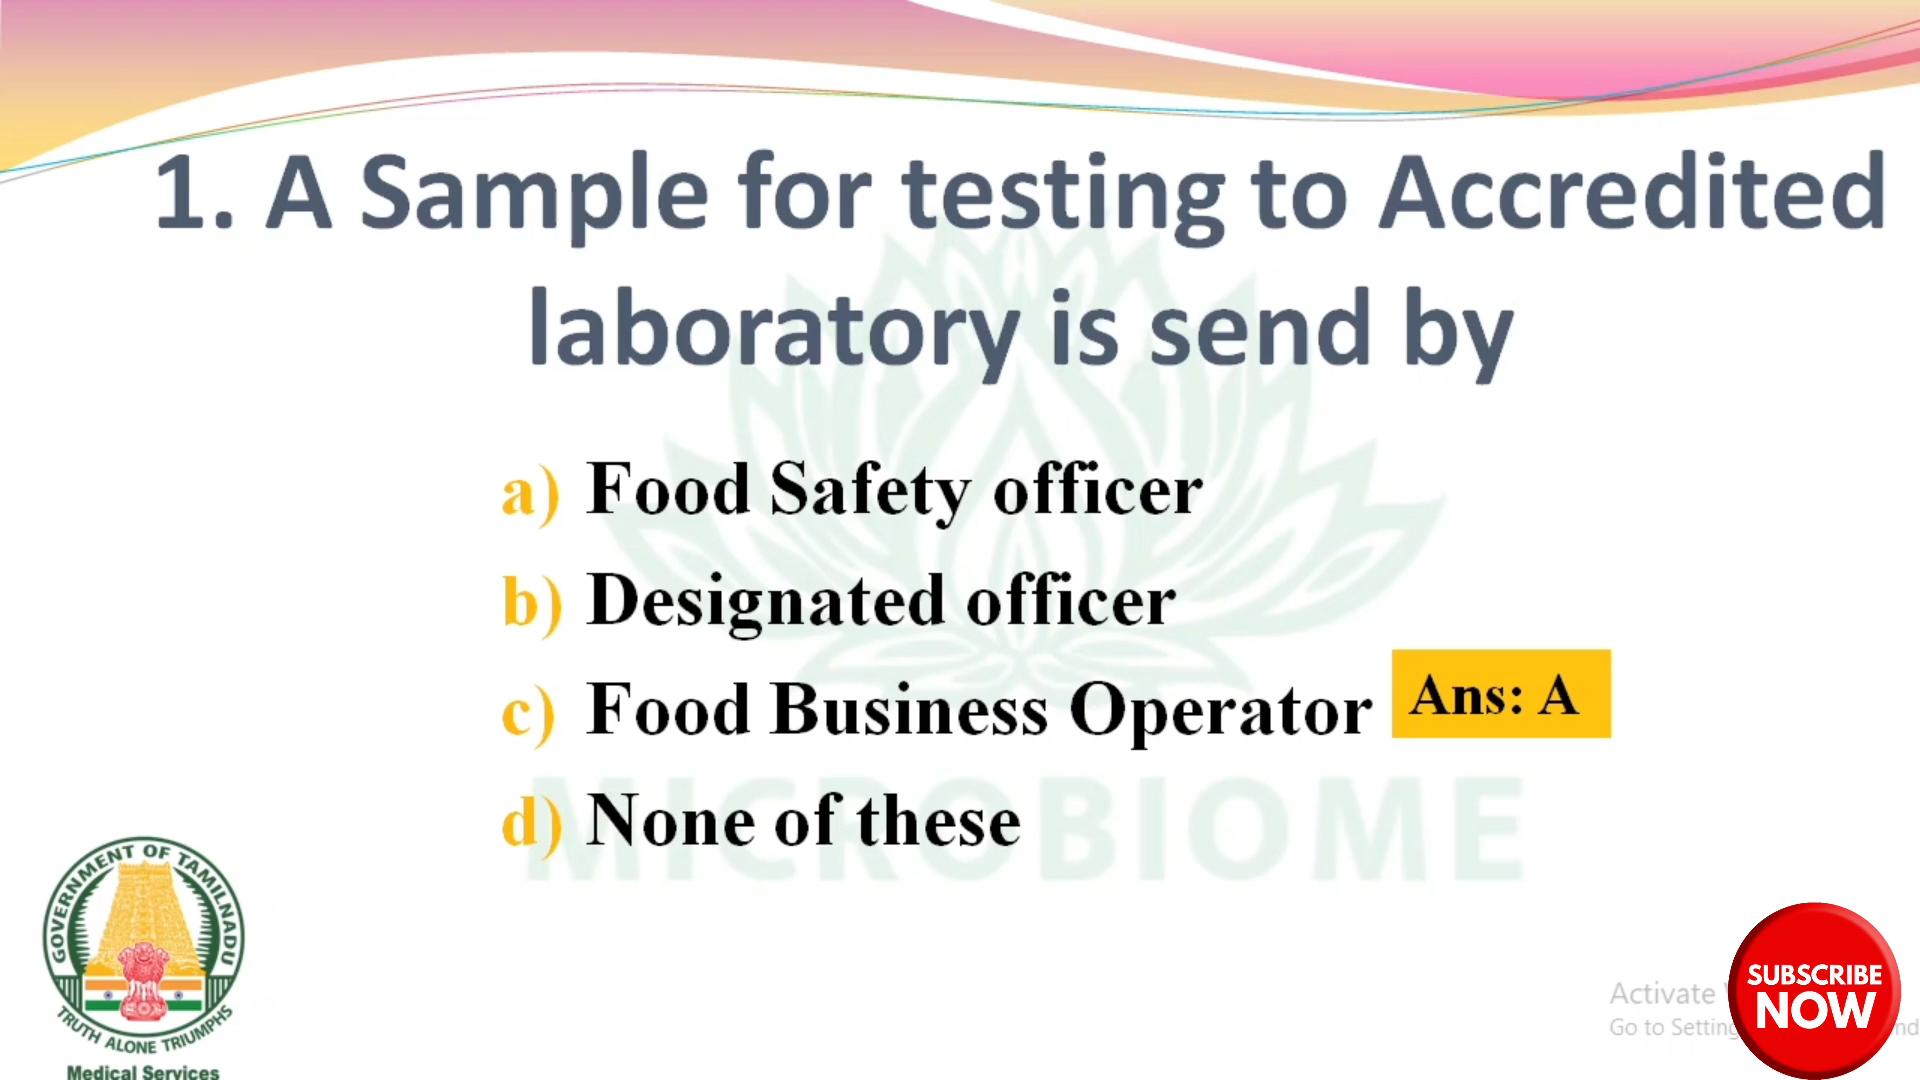 1. A Sample for testing to Accredited
laboratory is send by
a) Food Safety officer
b) Designated officer
c) Food Business Operator
Ans: A
d) None of these
MICROBIOME
GOVERNMENT OF TAMILNADU
TRUTH ALONE TRIUMPHS
Medical Services
Activate
Go to Setting
SUBSCRIBE
NOW